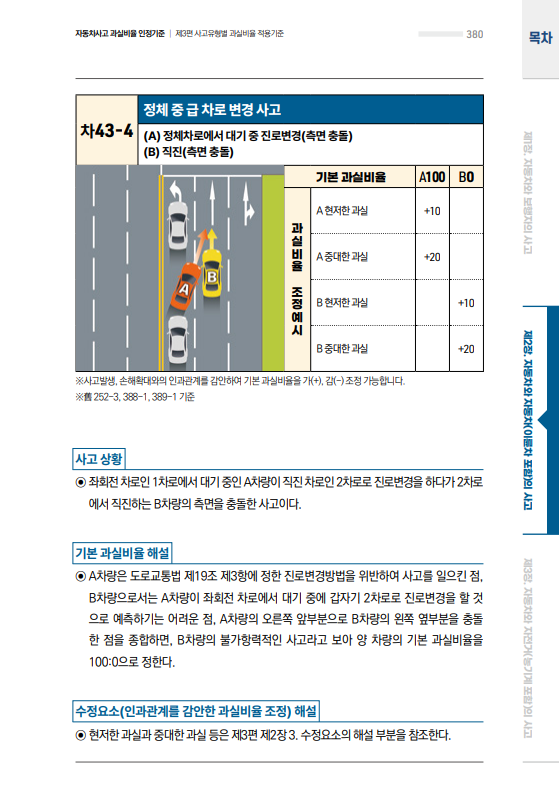 자동차사고 과실비율 인정기준 | 제3편 사고유형별 과실비율 적용기준
380
목차
차43-4
정체 중 급 차로 변경 사고
(A) 정체차로에서 대기 중 진로변경(측면 충돌)
(B) 직진(측면 충돌)
기본 과실비율 A100 B0
과실비율 조정예시
A 현저한 과실 +10
A 중대한 과실 +20
B 현저한 과실 +10
B 중대한 과실 +20
A
B
※사고발생, 손해확대와의 인과관계를 감안하여 기본 과실비율을 가(+), 감(-) 조정 가능합니다.
※舊 252-3, 388-1, 389-1 기준
사고 상황
◉ 좌회전 차로인 1차로에서 대기 중인 A차량이 직진 차로인 2차로로 진로변경을 하다가 2차로
에서 직진하는 B차량의 측면을 충돌한 사고이다.
기본 과실비율 해설
◉ A차량은 도로교통법 제19조 제3항에 정한 진로변경방법을 위반하여 사고를 일으킨 점,
B차량으로서는 A차량이 좌회전 차로에서 대기 중에 갑자기 2차로로 진로변경을 할 것
으로 예측하기는 어려운 점, A차량의 오른쪽 앞부분으로 B차량의 왼쪽 옆부분을 충돌
한 점을 종합하면, B차량의 불가항력적인 사고라고 보아 양 차량의 기본 과실비율을
100:0으로 정한다.
수정요소(인과관계를 감안한 과실비율 조정) 해설
◉ 현저한 과실과 중대한 과실 등은 제3편 제2장 3. 수정요소의 해설 부분을 참조한다.
제1장. 자동차와 보행자의 사고
제2장. 자동차와 자동차(이륜차 포함)의 사고
제3장. 자동차와 자전거(농기계 포함)의 사고